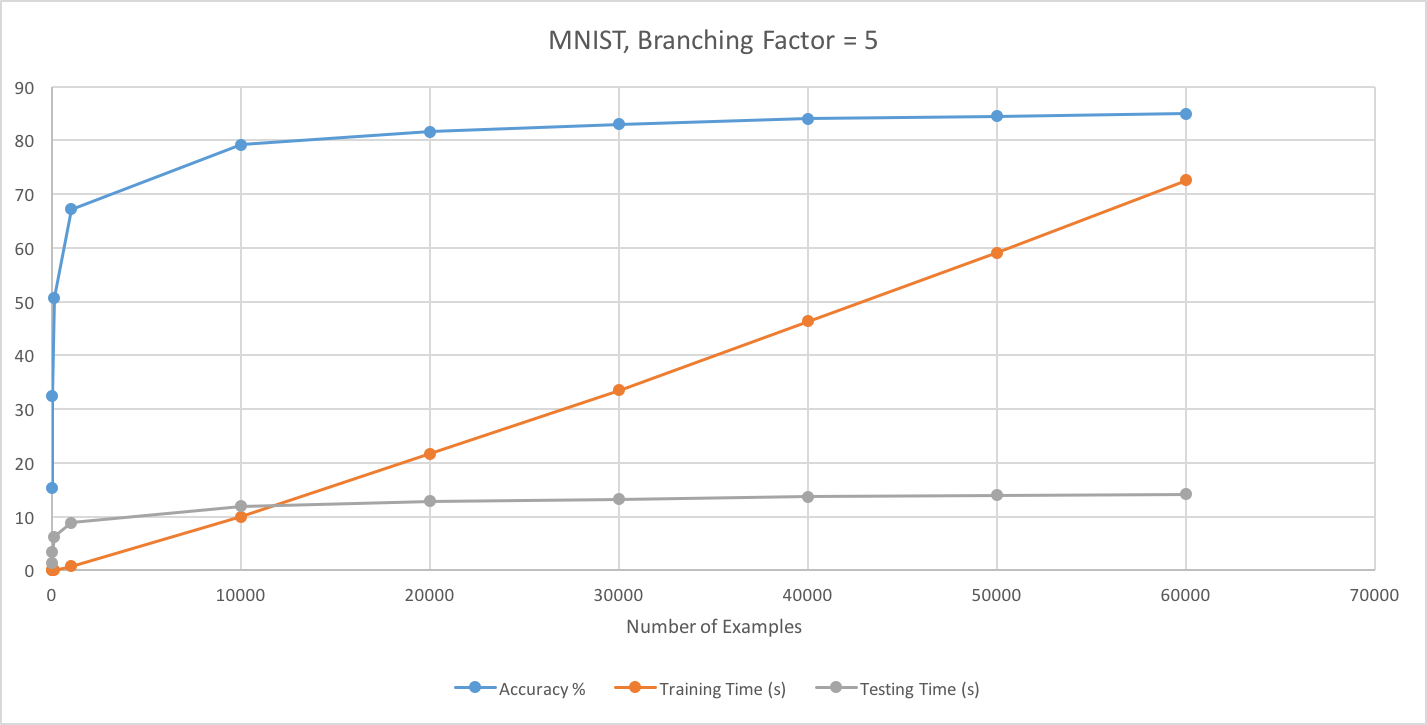 MNIST, Branching Factor = 5
90
80
70
60
50
40
30
20
10
0
0 10000 20000 30000 40000 50000 60000 70000
Number of Examples
Accuracy % Training Time (s) Testing Time (s)